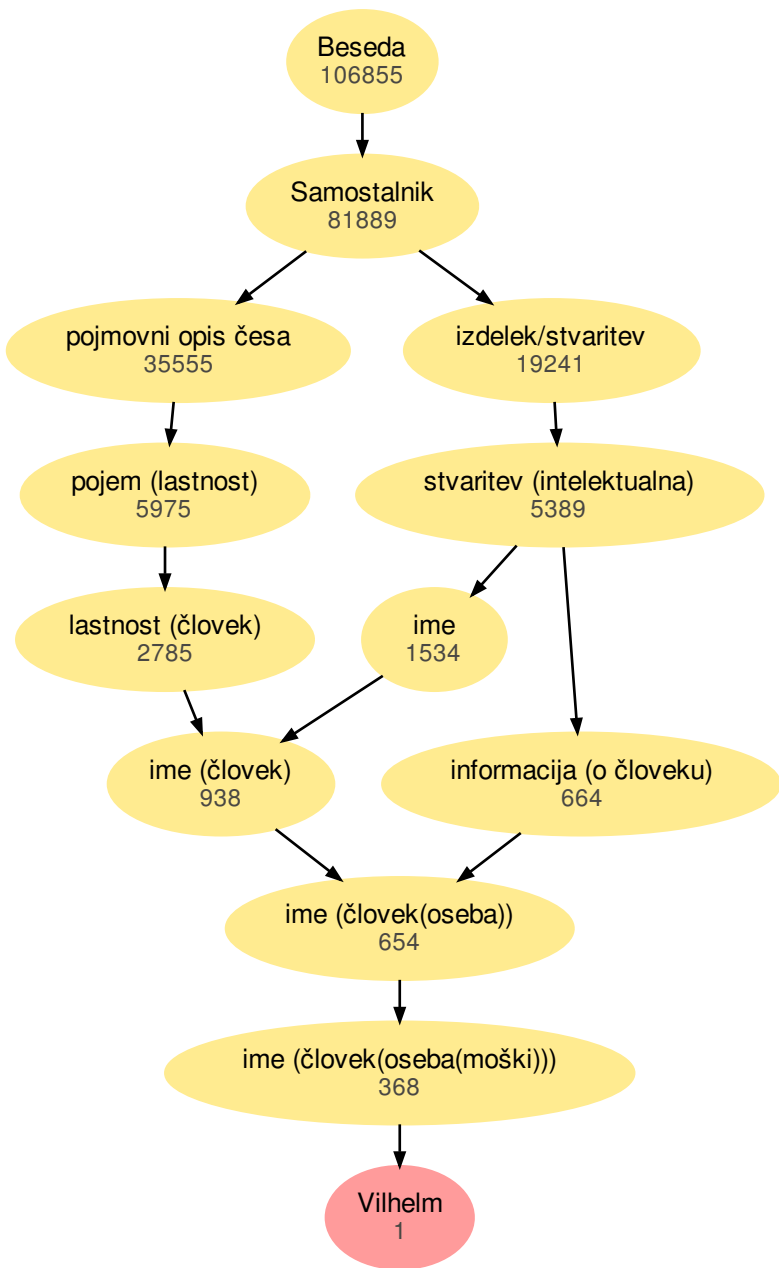 Beseda
106855
Samostalnik
81889
pojmovni opis česa
35555
izdelek/stvaritev
19241
pojem (lastnost)
5975
stvaritev (intelektualna)
5389
lastnost (človek)
2785
ime
1534
ime (človek)
938
informacija (o človeku)
664
ime (človek(oseba))
654
ime (človek(oseba(moški)))
368
Vilhelm
1